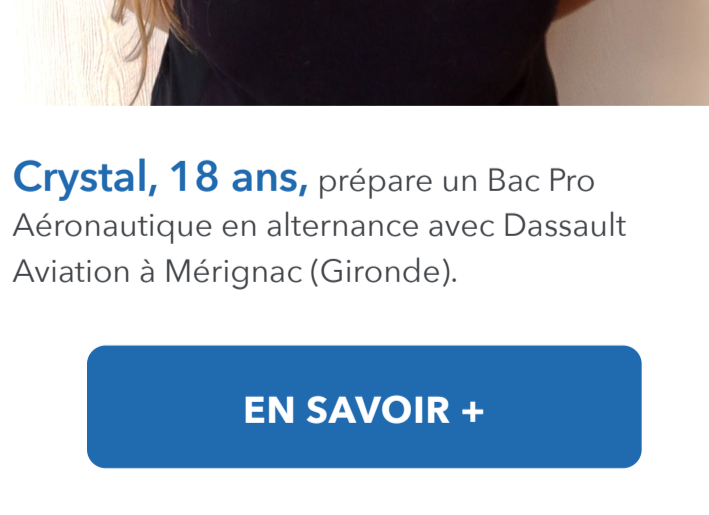 Crystal, 18 ans, prépare un Bac Pro
Aéronautique en alternance avec Dassault
Aviation à Mérignac (Gironde).
EN SAVOIR +